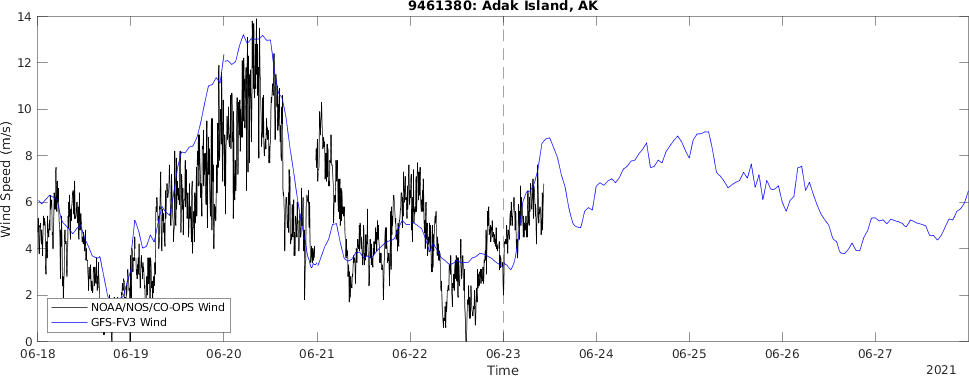 9461380: Adak Island, AK
Wind Speed (m/s)
14
12
10
8
6
4
2
0
NOAA/NOS/CO-OPS Wind
GFS-FV3 Wind
06-18 06-19 06-20 06-21 06-22 06-23 06-24 06-25 06-26 06-27
Time
2021